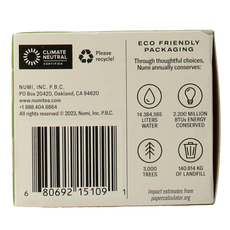 CLIMATE
NEUTRAL
CERTIFIED
Please
recycle!
NUMI, INC. P.B.C.
PO BOX 20420, OAKLAND, CA 94620
www.numitea.com
+1 888.404.6864
All rights reserved © 2023, Numi, Inc. P.B.C.
6 80692 15109 1
ECO FRIENDLY
PACKAGING
Through thoughtful choices,
Numi annually conserves:
14,384,565
LITERS
WATER
2,200 MILLION
BTUs ENERGY
CONSERVED
3,000
TREES
140,614 KG
OF LANDFILL
Impact estimates from
papercalculator.org.